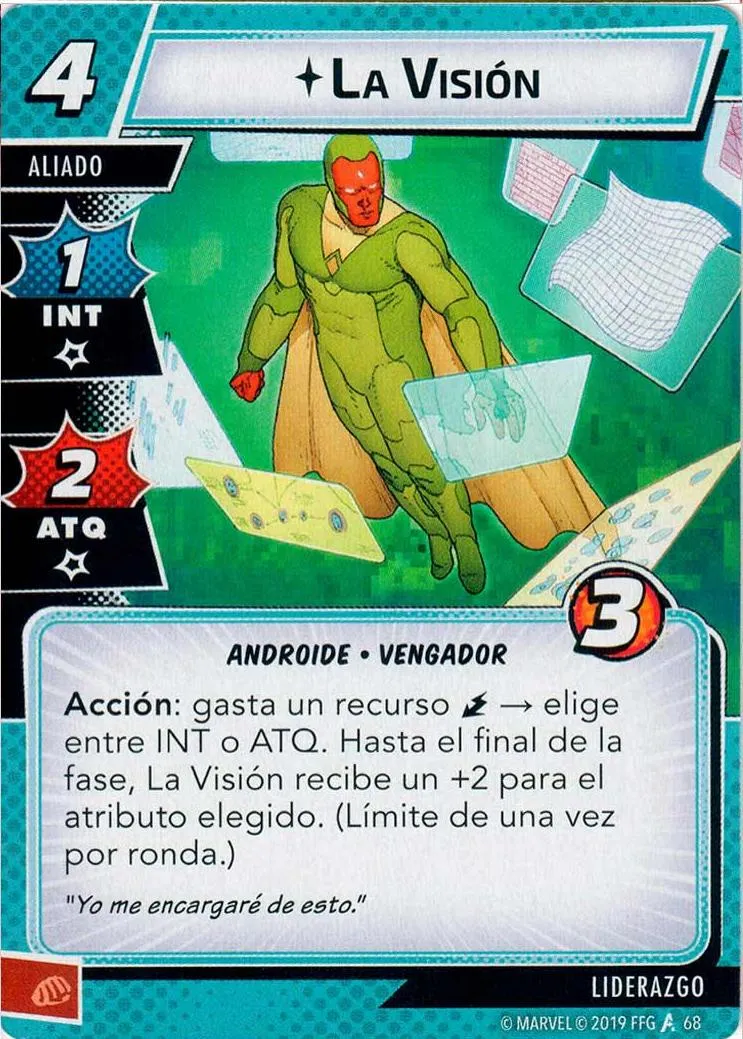 4
LA VISIÓN
ALIADO
1
INT
2
ATQ
3
ANDROIDE • VENGADOR
Acción: gasta un recurso → elige
entre INT o ATQ. Hasta el final de la
fase, La Visión recibe un +2 para el
atributo elegido. (Límite de una vez
por ronda.)
"Yo me encargaré de esto."
LIDERAZGO
© MARVEL © 2019 FFG 68